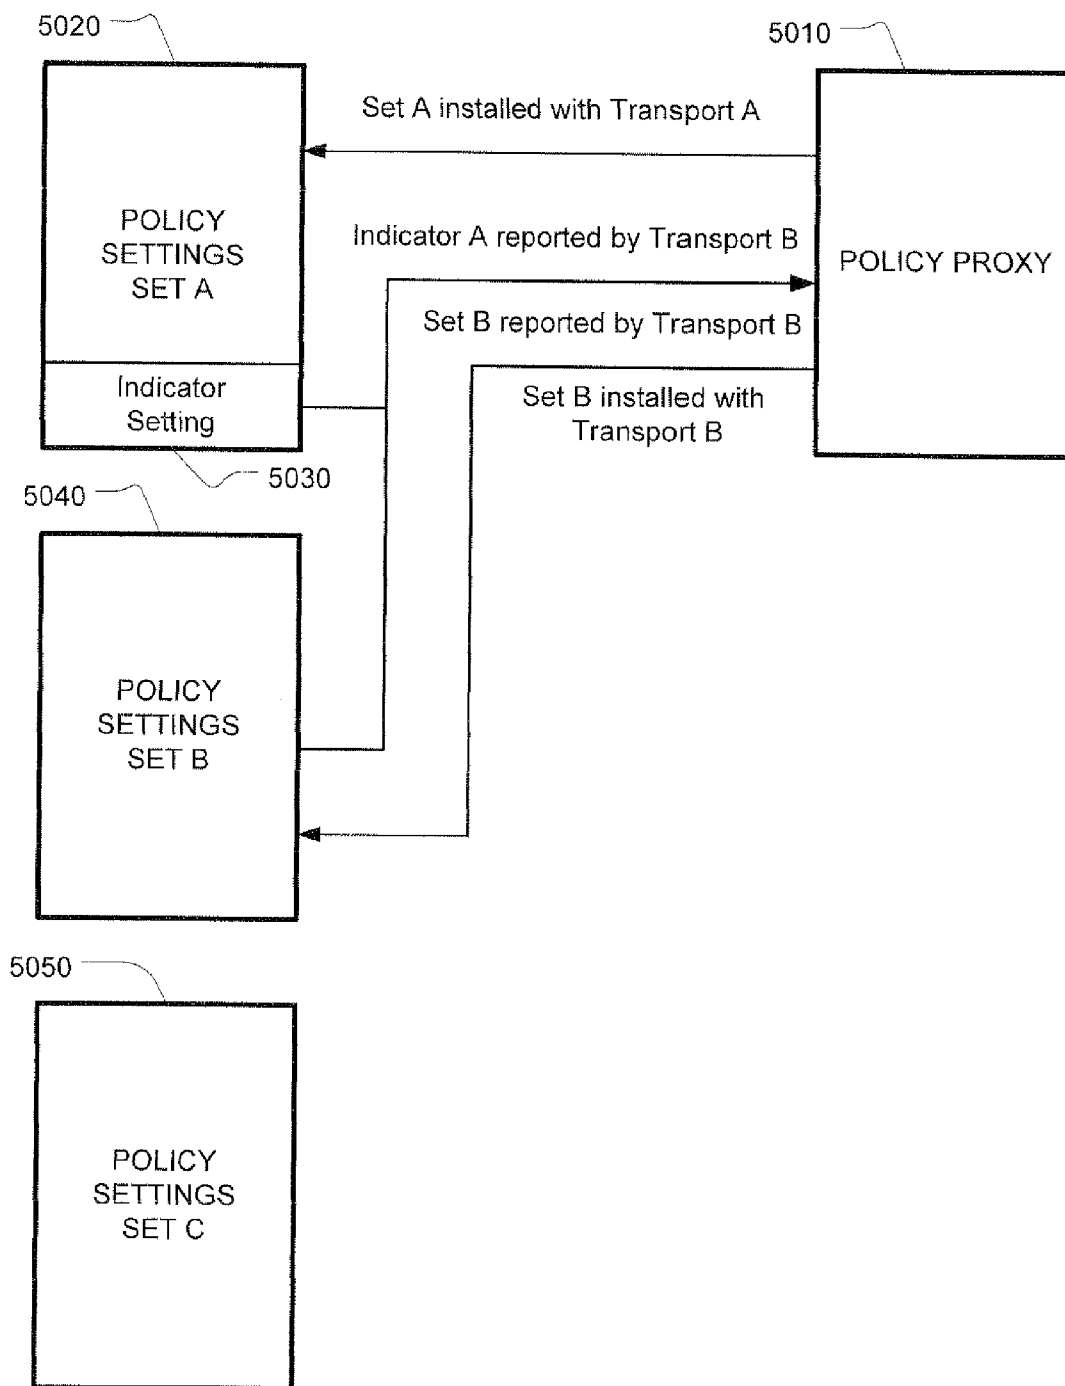 5020
5010
Set A installed with Transport A
POLICY
SETTINGS
SET A
Indicator A reported by Transport B
POLICY PROXY
Set B reported by Transport B
Indicator
Setting
Set B installed with
Transport B
5030
5040
POLICY
SETTINGS
SET B
5050
POLICY
SETTINGS
SET C